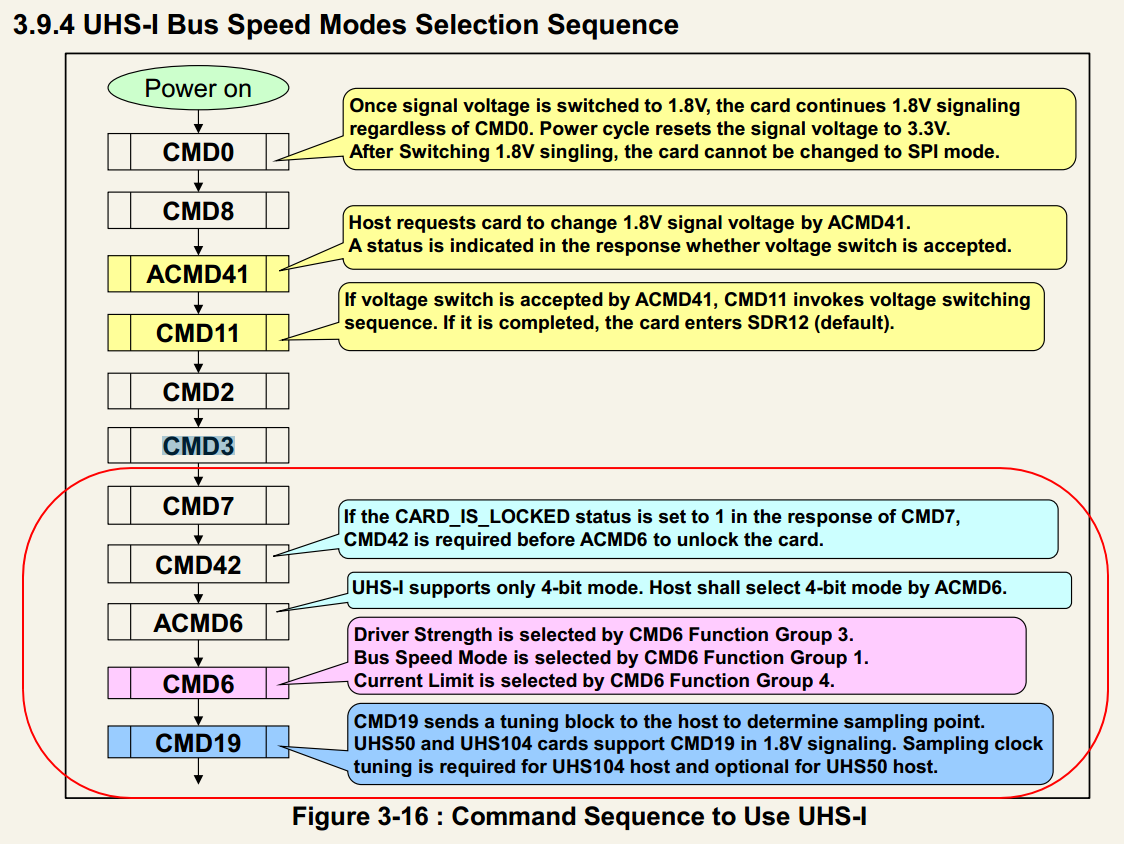 3.9.4 UHS-I Bus Speed Modes Selection Sequence
Power on
Once signal voltage is switched to 1.8V, the card continues 1.8V signaling
regardless of CMD0. Power cycle resets the signal voltage to 3.3V.
After Switching 1.8V singling, the card cannot be changed to SPI mode.
CMD0
CMD8
Host requests card to change 1.8V signal voltage by ACMD41.
A status is indicated in the response whether voltage switch is accepted.
ACMD41
If voltage switch is accepted by ACMD41, CMD11 invokes voltage switching
sequence. If it is completed, the card enters SDR12 (default).
CMD11
CMD2
CMD3
CMD7
If the CARD_IS_LOCKED status is set to 1 in the response of CMD7,
CMD42 is required before ACMD6 to unlock the card.
CMD42
UHS-I supports only 4-bit mode. Host shall select 4-bit mode by ACMD6.
ACMD6
Driver Strength is selected by CMD6 Function Group 3.
Bus Speed Mode is selected by CMD6 Function Group 1.
Current Limit is selected by CMD6 Function Group 4.
CMD6
CMD19 sends a tuning block to the host to determine sampling point.
UHS50 and UHS104 cards support CMD19 in 1.8V signaling. Sampling clock
tuning is required for UHS104 host and optional for UHS50 host.
CMD19
Figure 3-16 : Command Sequence to Use UHS-I